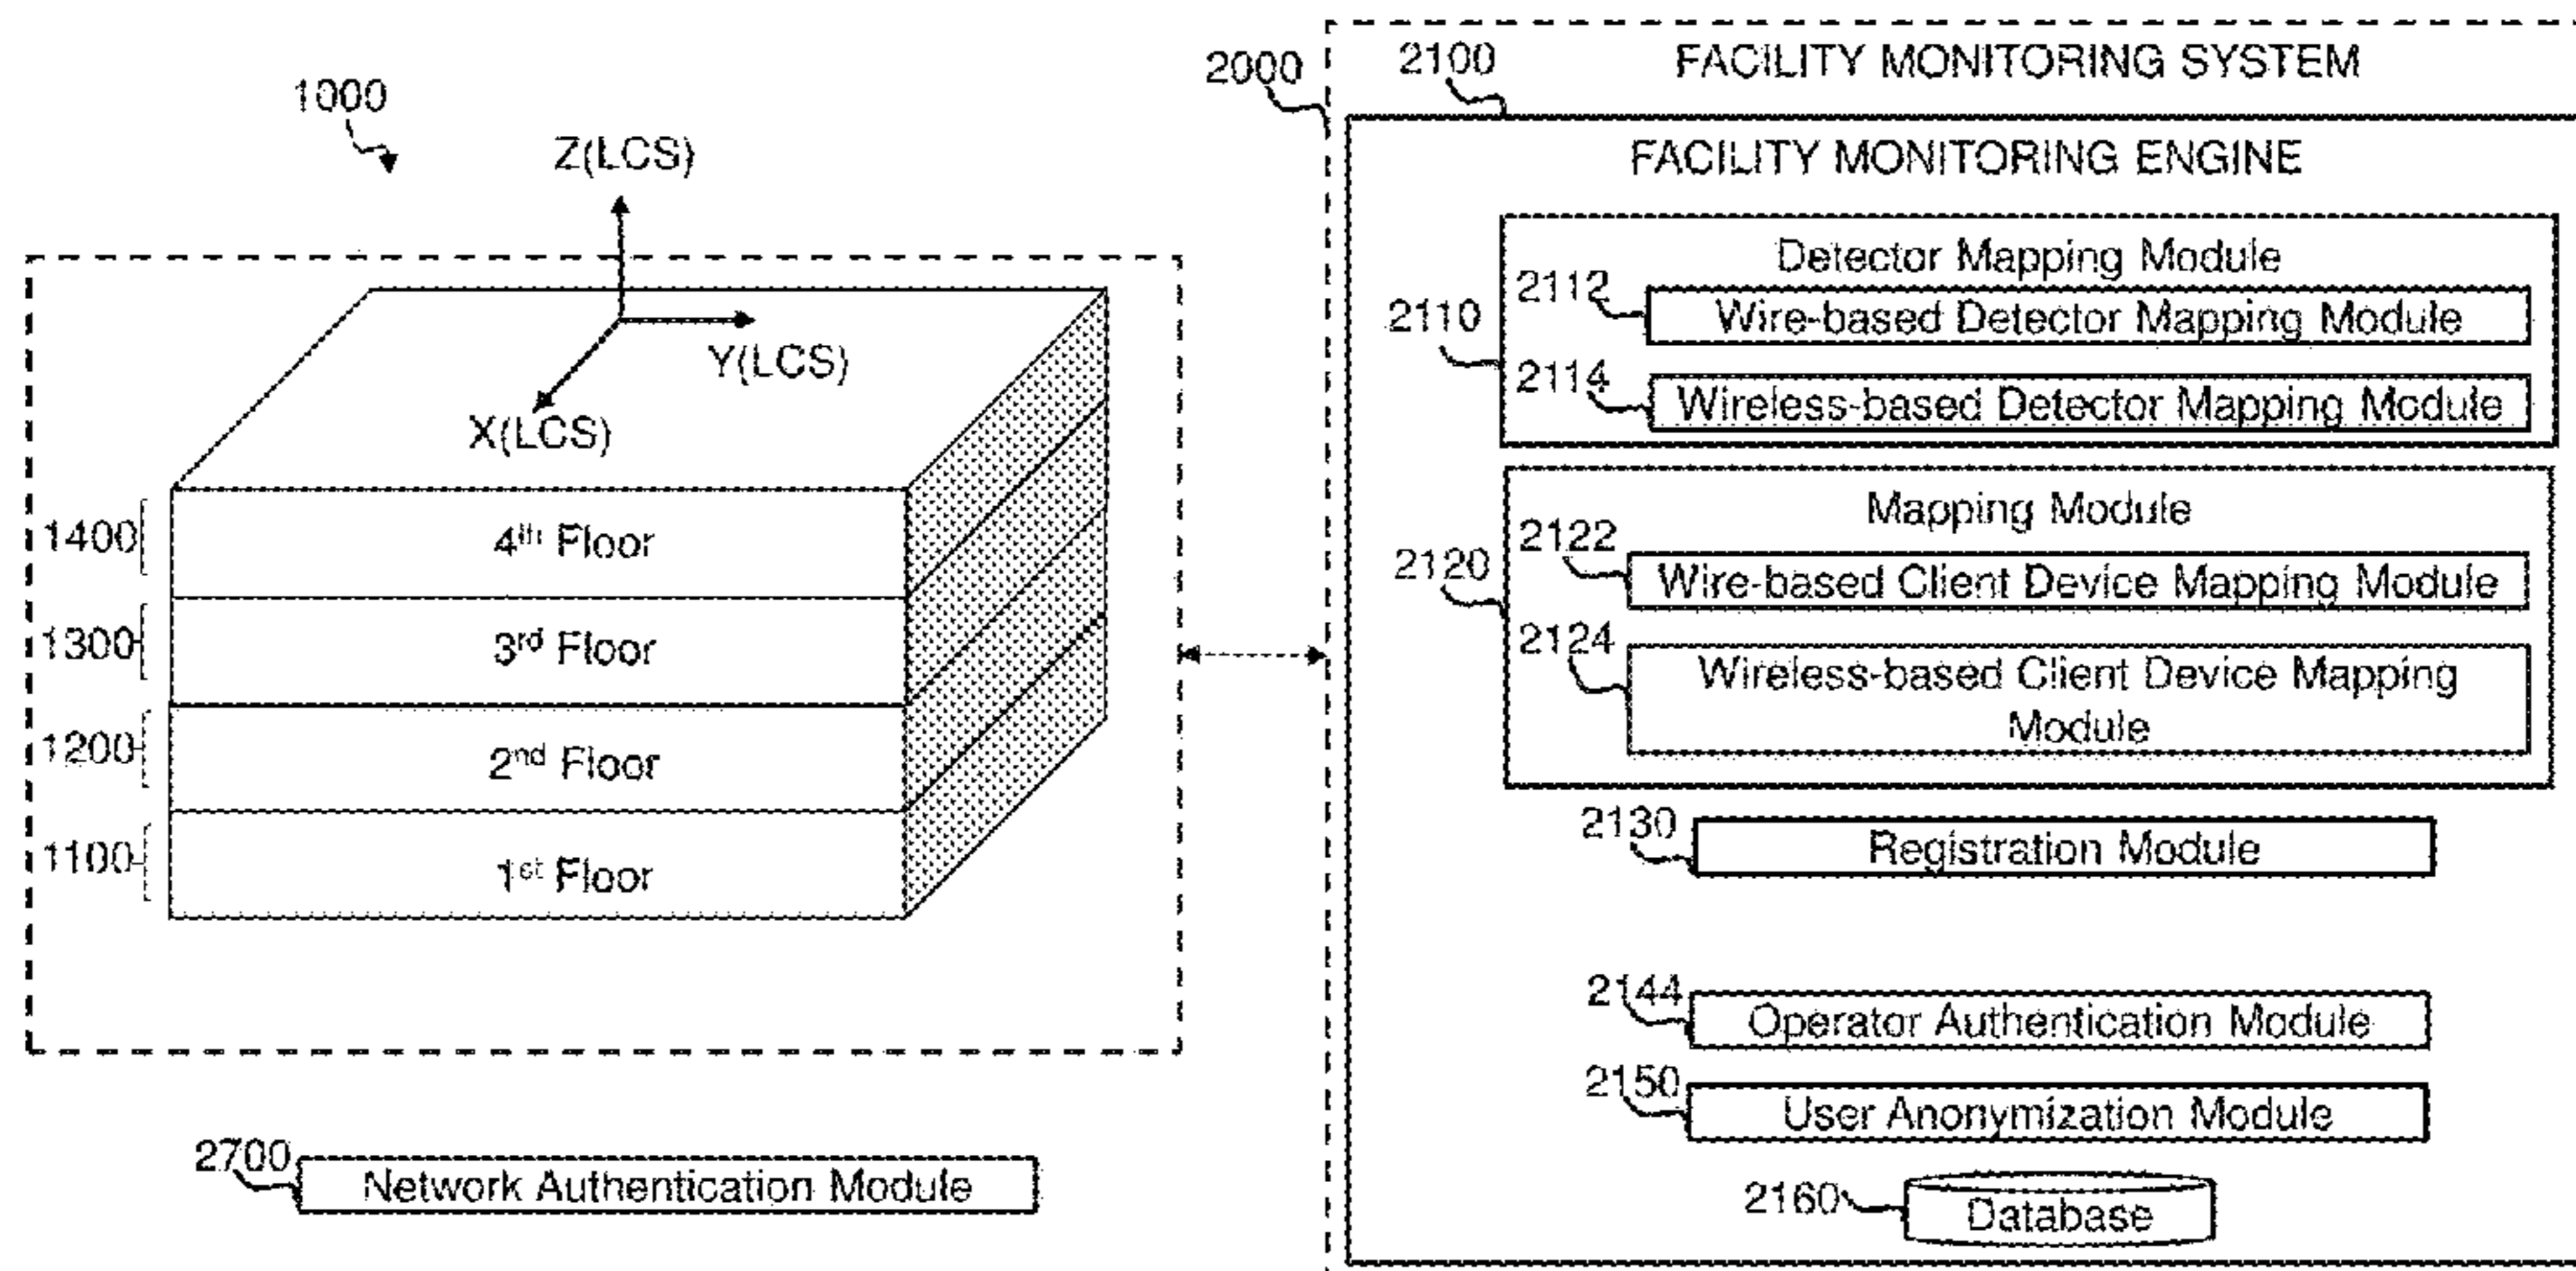 1000
Z(LCS)
Y(LCS)
X(LCS)
1400
4th Floor
1300
3rd Floor
1200
2nd Floor
1100
1st Floor
2700
Network Authentication Module
2000
2100
FACILITY MONITORING SYSTEM
FACILITY MONITORING ENGINE
2110
Detector Mapping Module
2112
Wire-based Detector Mapping Module
2114
Wireless-based Detector Mapping Module
2120
Mapping Module
2122
Wire-based Client Device Mapping Module
2124
Wireless-based Client Device Mapping
Module
2130
Registration Module
2144
Operator Authentication Module
2150
User Anonymization Module
2160
Database